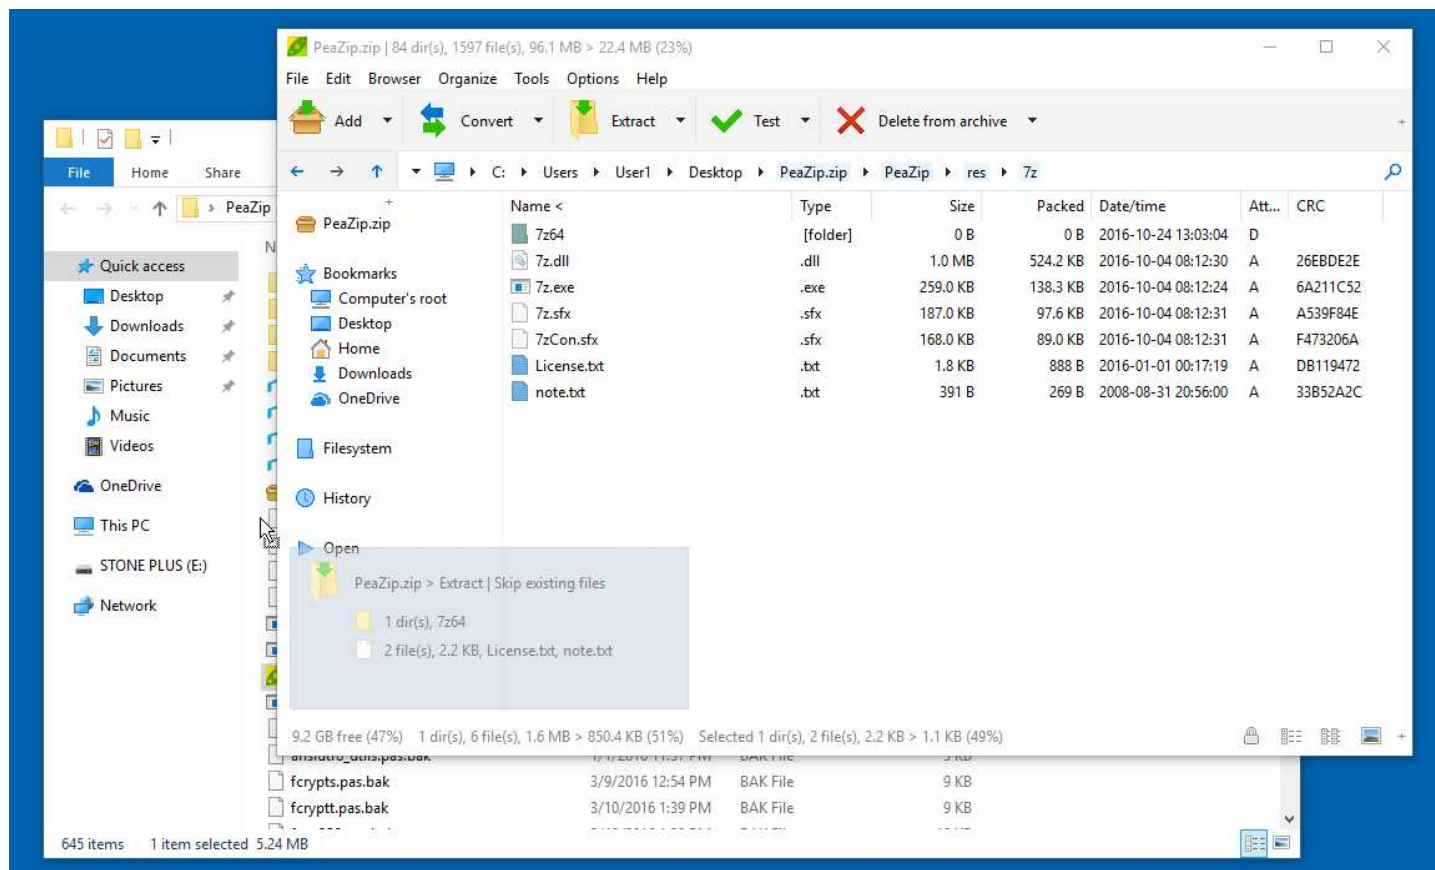 PeaZip.zip | 84 dir(s), 1597 file(s), 96.1 MB > 22.4 MB (23%)
File Edit Browser Organize Tools Options Help
Add Convert Extract Test Delete from archive +
C: Users User1 Desktop PeaZip.zip PeaZip res 7z
+
PeaZip.zip
Bookmarks
Computer's root
Desktop
Home
Downloads
OneDrive
Filesystem
History
Open
Name < Type Size Packed Date/time Att... CRC
7z64 [folder] 0 B 0 B 2016-10-24 13:03:04 D
7z.dll .dll 1.0 MB 524.2 KB 2016-10-04 08:12:30 A 26EBDE2E
7z.exe .exe 259.0 KB 138.3 KB 2016-10-04 08:12:24 A 6A211C52
7z.sfx .sfx 187.0 KB 97.6 KB 2016-10-04 08:12:31 A A539F84E
7zCon.sfx .sfx 168.0 KB 89.0 KB 2016-10-04 08:12:31 A F473206A
License.txt .txt 1.8 KB 888 B 2016-01-01 00:17:19 A DB119472
note.txt .txt 391 B 269 B 2008-08-31 20:56:00 A 33B52A2C
PeaZip.zip > Extract | Skip existing files
1 dir(s), 7z64
2 file(s), 2.2 KB, License.txt, note.txt
9.2 GB free (47%) 1 dir(s), 6 file(s), 1.6 MB > 850.4 KB (51%) Selected 1 dir(s), 2 file(s), 2.2 KB > 1.1 KB (49%) +
File Home Share
PeaZip
Quick access
Desktop
Downloads
Documents
Pictures
Music
Videos
OneDrive
This PC
STONE PLUS (E:)
Network
fcrypts.pas.bak 3/9/2016 12:54 PM BAK File 9 KB
fcryptt.pas.bak 3/10/2016 1:39 PM BAK File 9 KB
645 items 1 item selected 5.24 MB